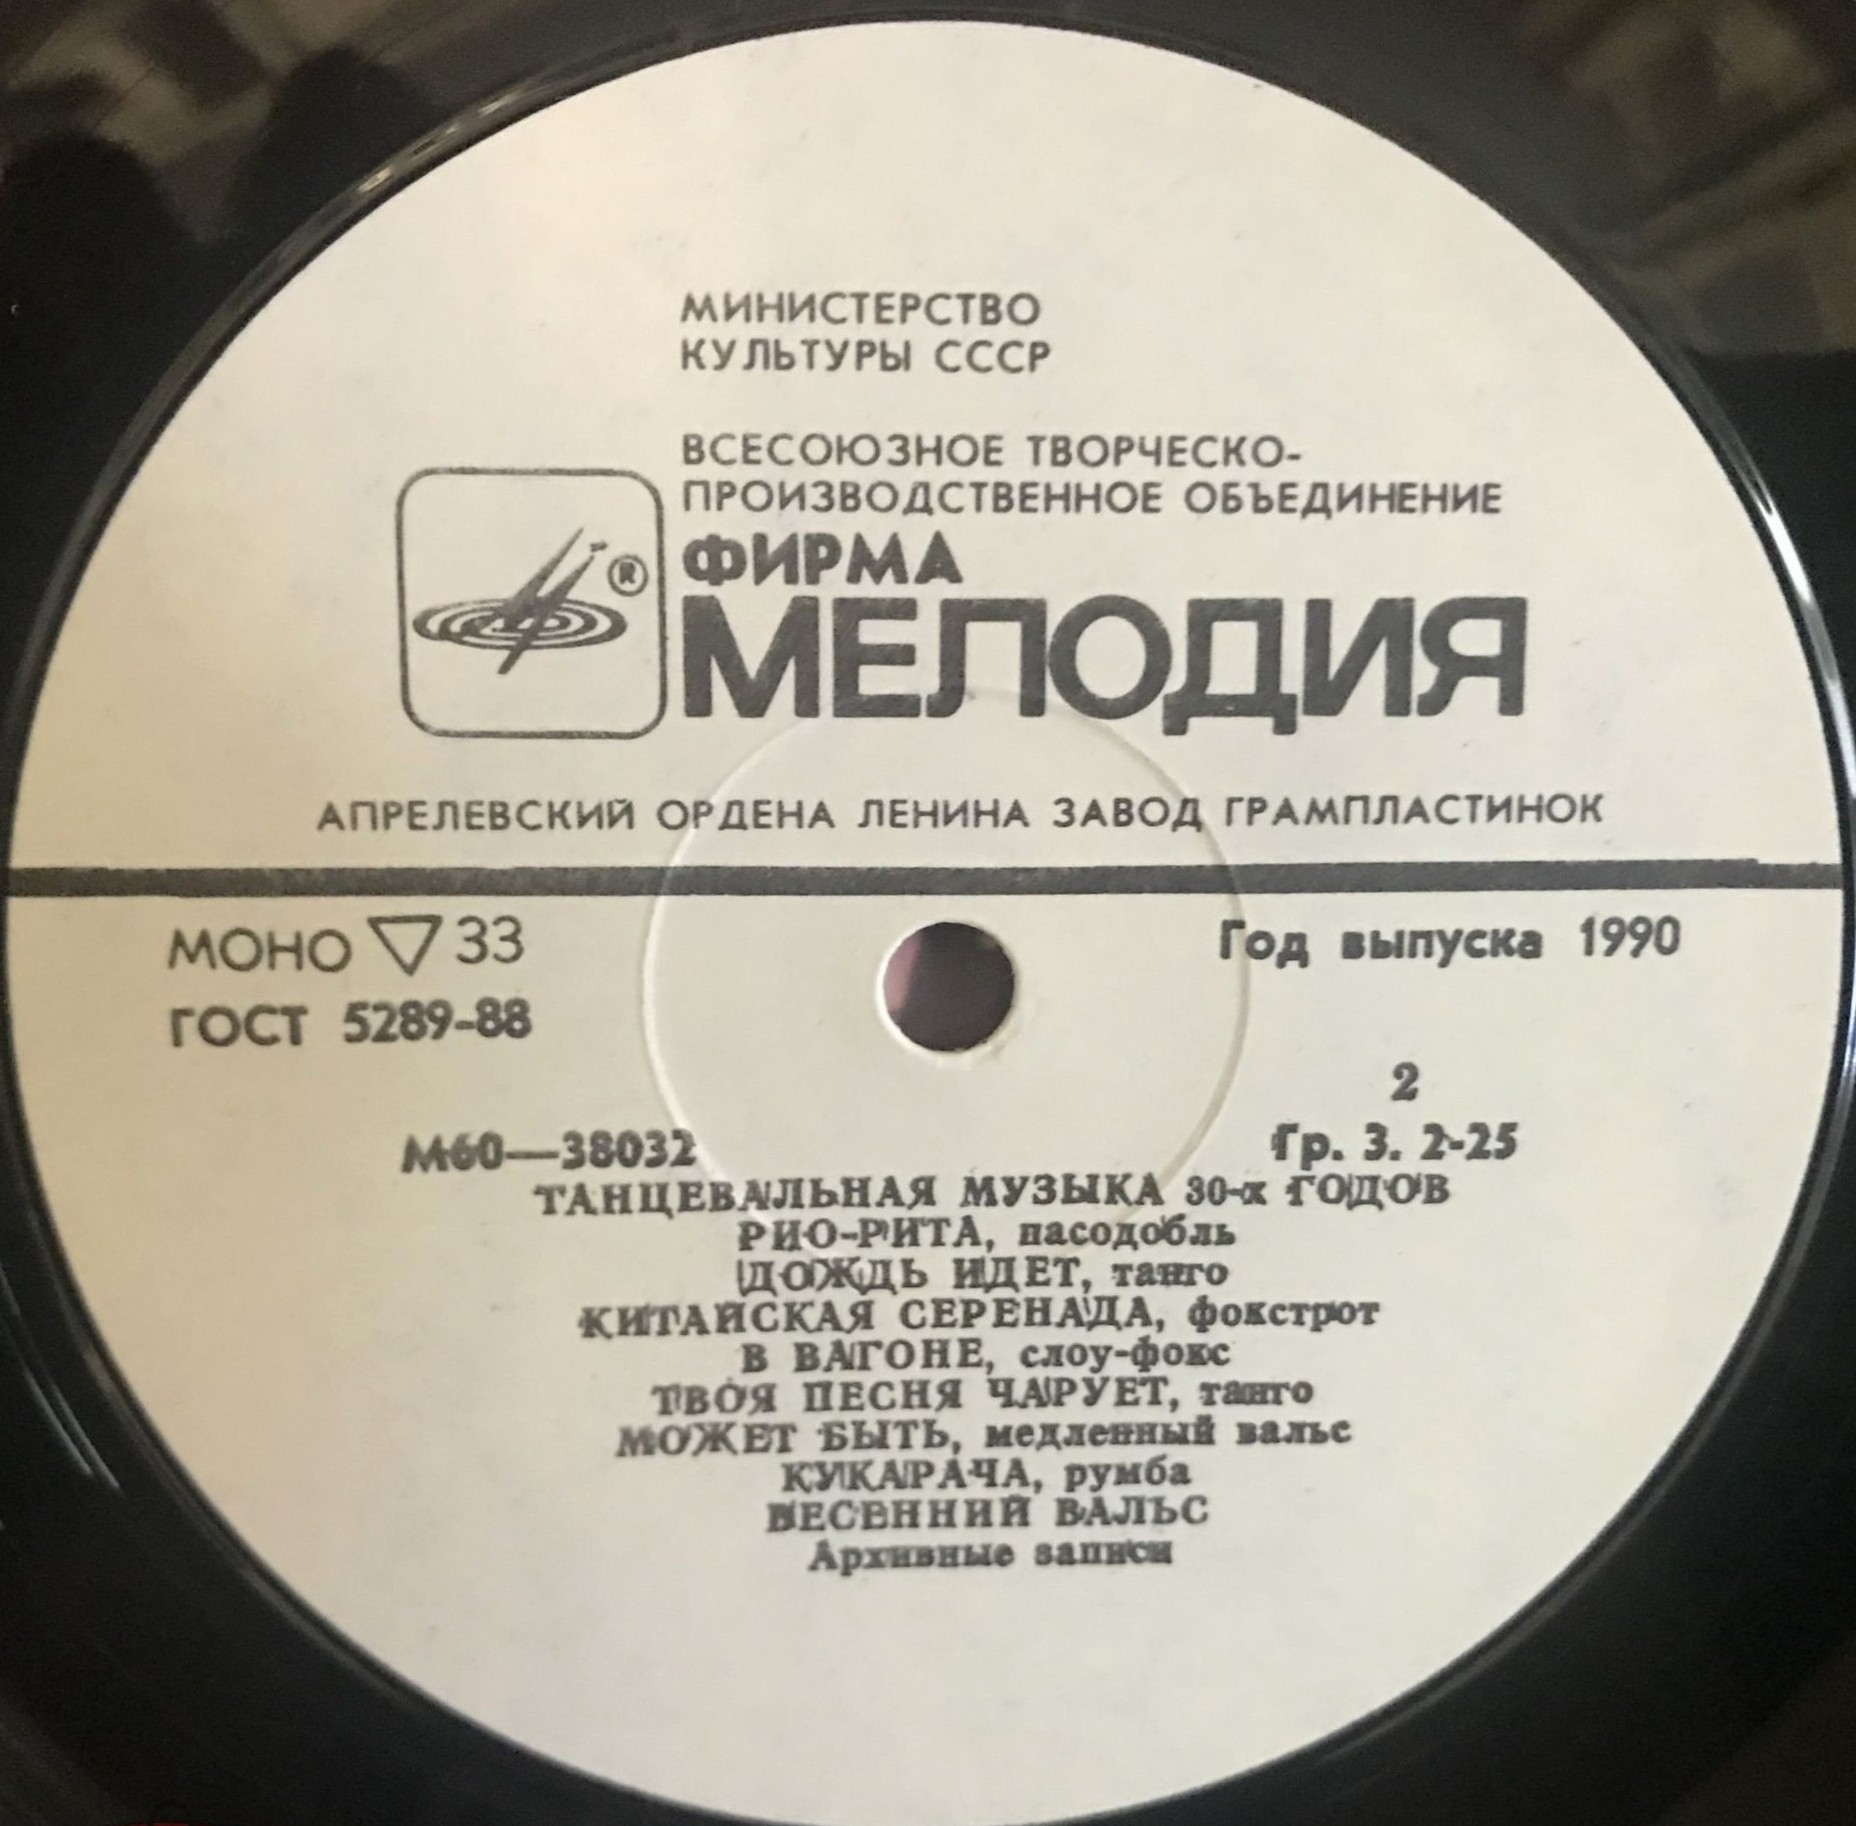 МИНИСТЕРСТВО
КУЛЬТУРЫ СССР
ВСЕСОЮЗНОЕ ТВОРЧЕСКО-
ПРОИЗВОДСТВЕННОЕ ОБЪЕДИНЕНИЕ
®
ФИРМА
МЕЛОДИЯ
АПРЕЛЕВСКИЙ ОРДЕНА ЛЕНИНА ЗАВОД ГРАМПЛАСТИНОК
МОНО ▽ 33
Год выпуска 1990
ГОСТ 5289-88
2
М60—38032
Гр. 3. 2-25
ТАНЦЕВАЛЬНАЯ МУЗЫКА 30-х ГОДОВ
РИО-РИТА, пасодобль
ДОЖДЬ ИДЕТ, танго
КИТАЙСКАЯ СЕРЕНАДА, фокстрот
В ВАГОНЕ, слоу-фокс
ТВОЯ ПЕСНЯ ЧАРУЕТ, танго
МОЖЕТ БЫТЬ, медленный вальс
КУКАРАЧА, румба
ВЕСЕННИЙ ВАЛЬС
Архивные записи